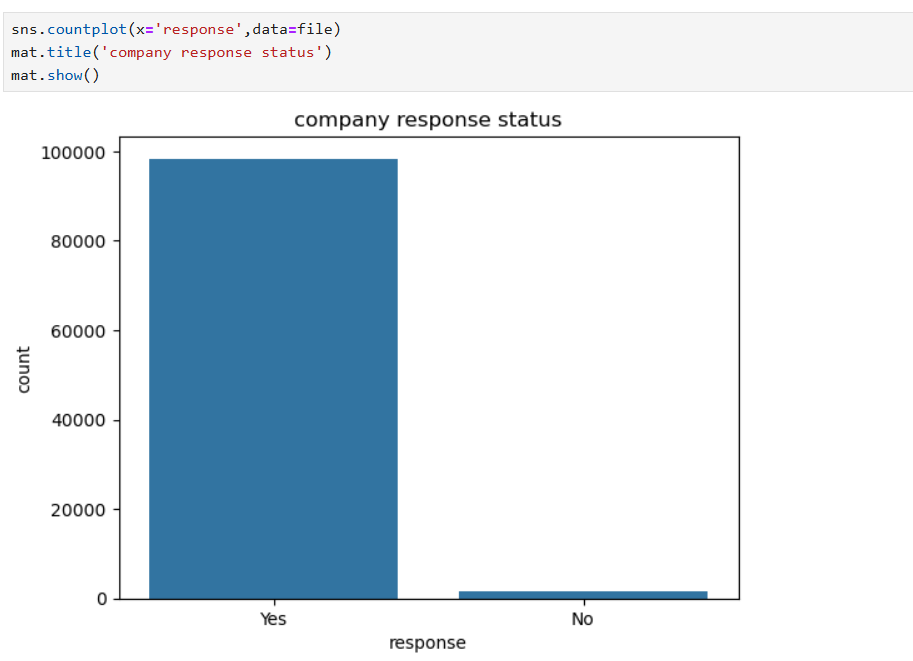 sns.countplot(x='response',data=file)
mat.title('company response status')
mat.show()
company response status
100000
80000
60000
40000
20000
0
count
Yes No
response